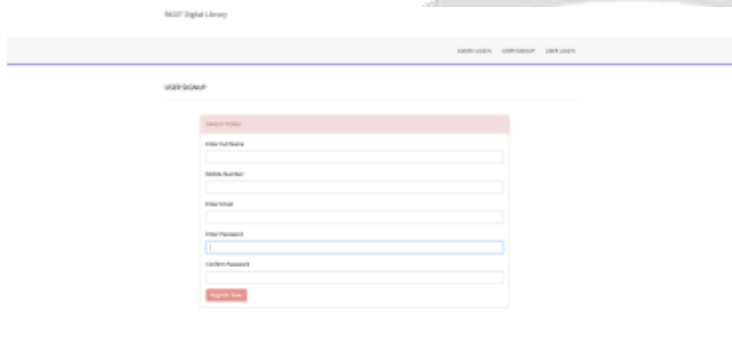 Digital Library
ADMIN LOGIN USER SIGNUP USER LOGIN
USER SIGNUP
SINGUP FORM
Enter Full Name
Mobile Number :
Enter Email
Enter Password
Confirm Password
Register Now